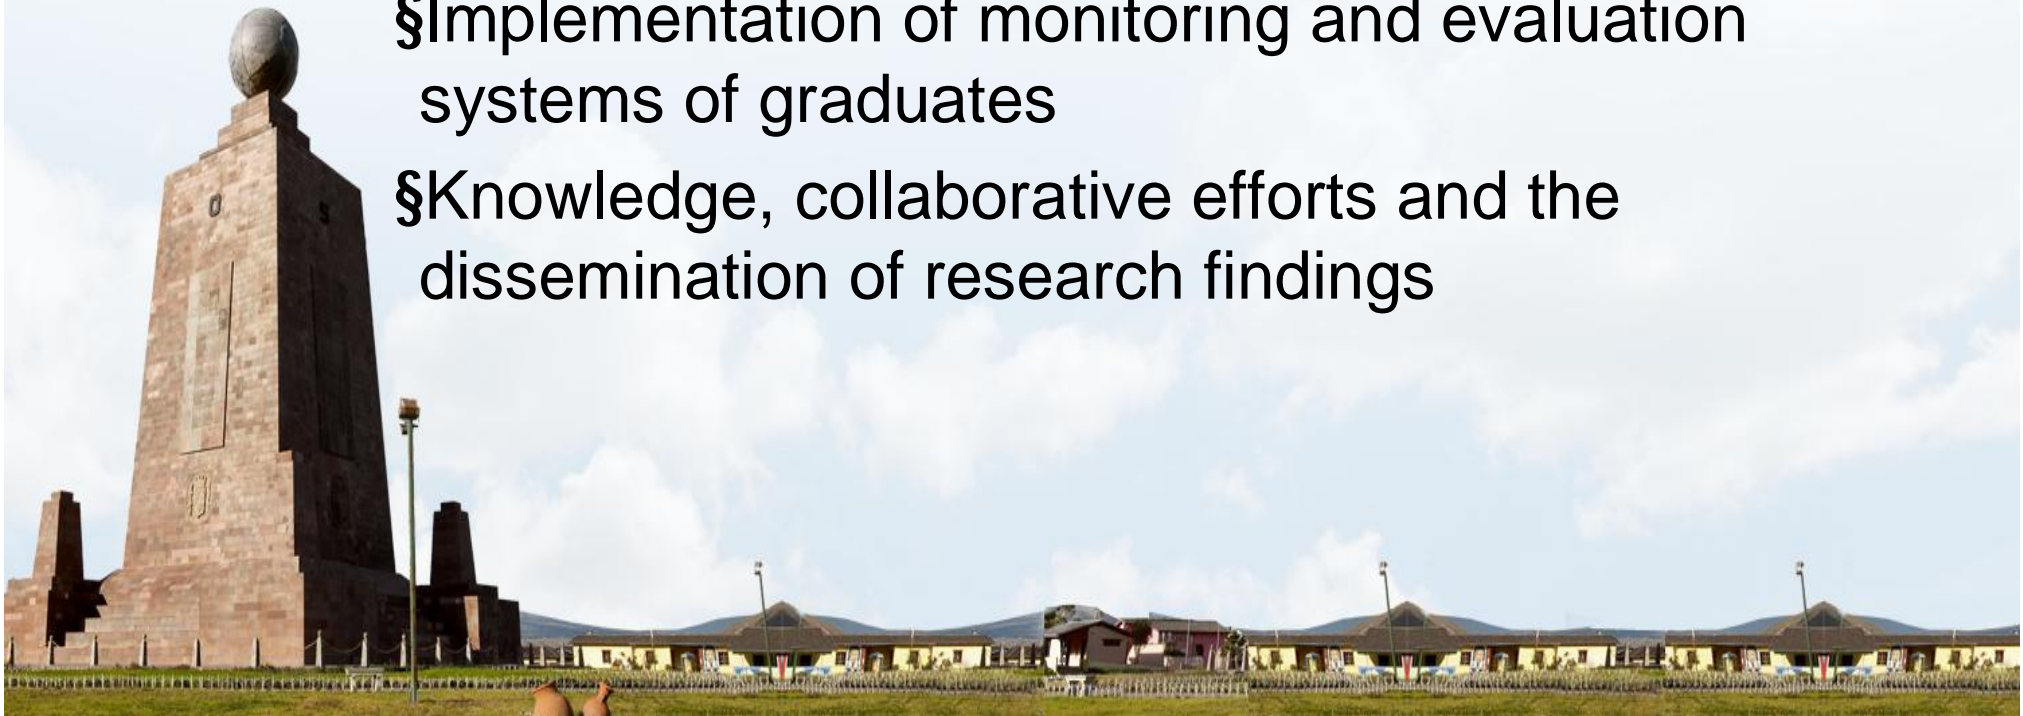 §Implementation of monitoring and evaluation
systems of graduates
§Knowledge, collaborative efforts and the
dissemination of research findings
O
S